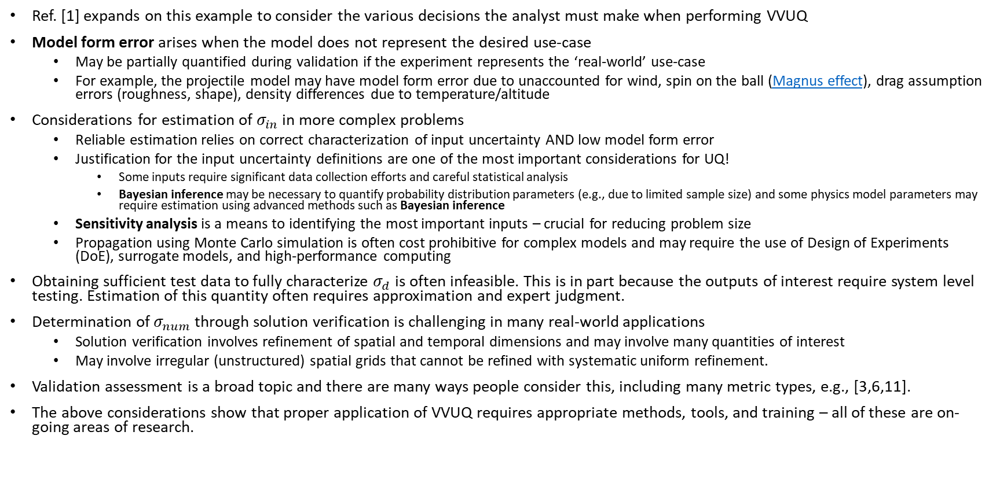 • Ref. [1] expands on this example to consider the various decisions the analyst must make when performing VVUQ
• Model form error arises when the model does not represent the desired use-case
• May be partially quantified during validation if the experiment represents the ‘real-world’ use-case
• For example, the projectile model may have model form error due to unaccounted for wind, spin on the ball (Magnus effect), drag assumption
errors (roughness, shape), density differences due to temperature/altitude
• Considerations for estimation of σ_in in more complex problems
• Reliable estimation relies on correct characterization of input uncertainty AND low model form error
• Justification for the input uncertainty definitions are one of the most important considerations for UQ!
• Some inputs require significant data collection efforts and careful statistical analysis
• Bayesian inference may be necessary to quantify probability distribution parameters (e.g., due to limited sample size) and some physics model parameters may
require estimation using advanced methods such as Bayesian inference
• Sensitivity analysis is a means to identifying the most important inputs – crucial for reducing problem size
• Propagation using Monte Carlo simulation is often cost prohibitive for complex models and may require the use of Design of Experiments
(DoE), surrogate models, and high-performance computing
• Obtaining sufficient test data to fully characterize σ_d is often infeasible. This is in part because the outputs of interest require system level
testing. Estimation of this quantity often requires approximation and expert judgment.
• Determination of σ_num through solution verification is challenging in many real-world applications
• Solution verification involves refinement of spatial and temporal dimensions and may involve many quantities of interest
• May involve irregular (unstructured) spatial grids that cannot be refined with systematic uniform refinement.
• Validation assessment is a broad topic and there are many ways people consider this, including many metric types, e.g., [3,6,11].
• The above considerations show that proper application of VVUQ requires appropriate methods, tools, and training – all of these are on-
going areas of research.